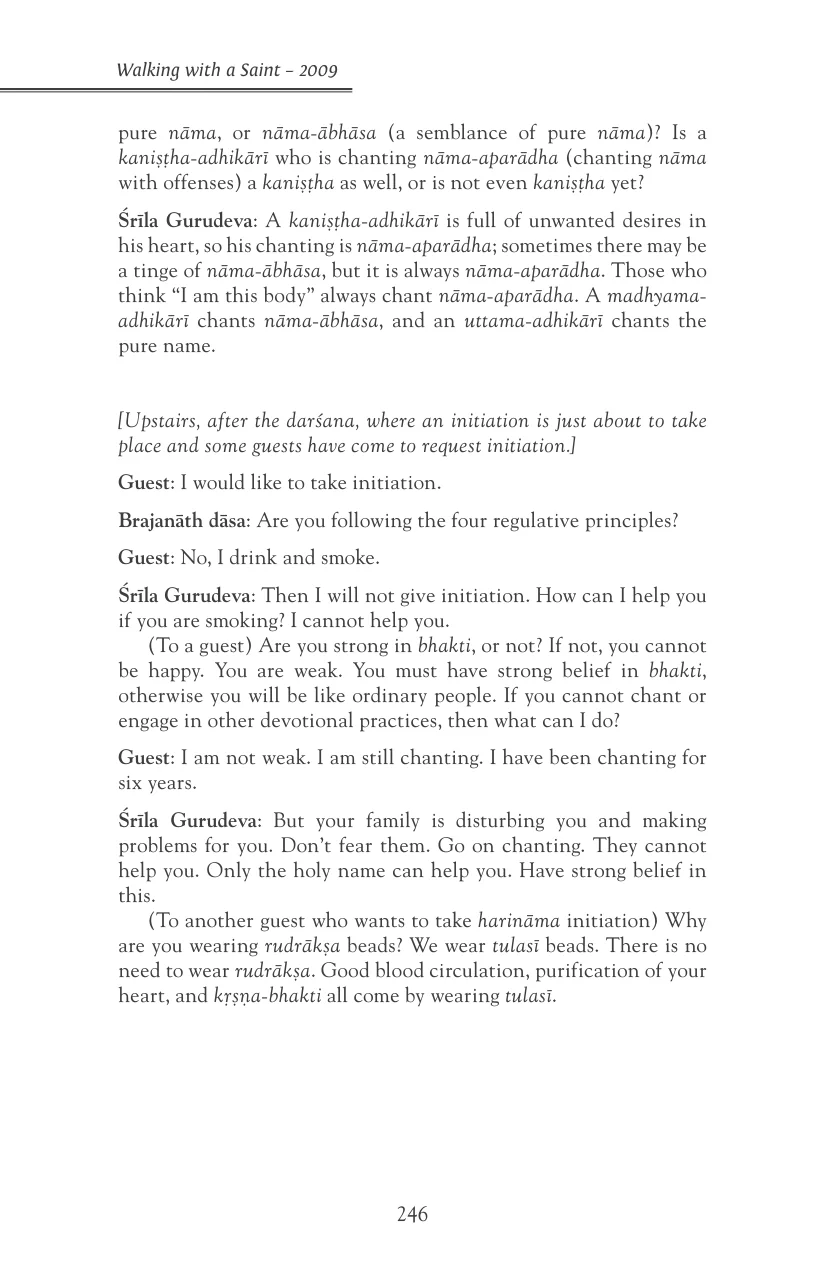 Walking with a Saint – 2009
pure nāma, or nāma-ābhāsa (a semblance of pure nāma)? Is a
kaniṣṭha-adhikārī who is chanting nāma-aparādha (chanting nāma
with offenses) a kaniṣṭha as well, or is not even kaniṣṭha yet?
Śrīla Gurudeva: A kaniṣṭha-adhikārī is full of unwanted desires in
his heart, so his chanting is nāma-aparādha; sometimes there may be
a tinge of nāma-ābhāsa, but it is always nāma-aparādha. Those who
think “I am this body” always chant nāma-aparādha. A madhyama-
adhikārī chants nāma-ābhāsa, and an uttama-adhikārī chants the
pure name.
[Upstairs, after the darśana, where an initiation is just about to take
place and some guests have come to request initiation.]
Guest: I would like to take initiation.
Brajanāth dāsa: Are you following the four regulative principles?
Guest: No, I drink and smoke.
Śrīla Gurudeva: Then I will not give initiation. How can I help you
if you are smoking? I cannot help you.
(To a guest) Are you strong in bhakti, or not? If not, you cannot
be happy. You are weak. You must have strong belief in bhakti,
otherwise you will be like ordinary people. If you cannot chant or
engage in other devotional practices, then what can I do?
Guest: I am not weak. I am still chanting. I have been chanting for
six years.
Śrīla Gurudeva: But your family is disturbing you and making
problems for you. Don’t fear them. Go on chanting. They cannot
help you. Only the holy name can help you. Have strong belief in
this.
(To another guest who wants to take harināma initiation) Why
are you wearing rudrākṣa beads? We wear tulasī beads. There is no
need to wear rudrākṣa. Good blood circulation, purification of your
heart, and kṛṣṇa-bhakti all come by wearing tulasī.
246